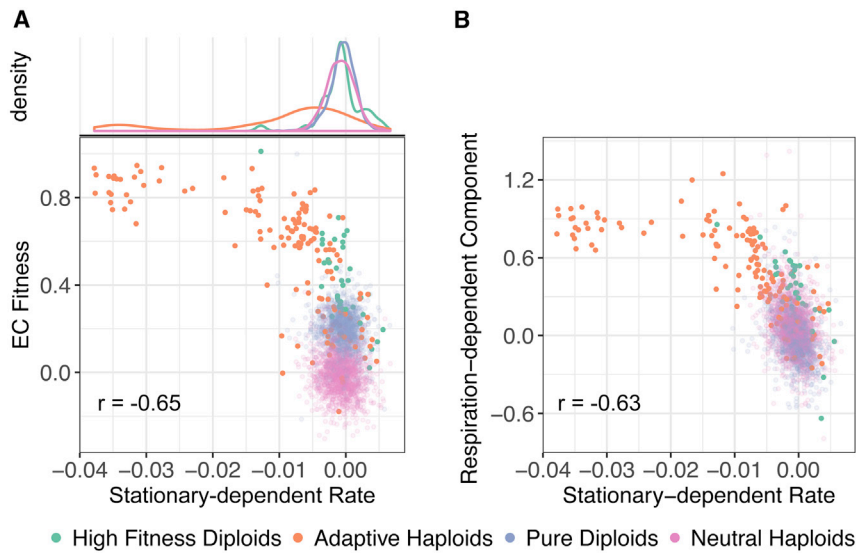 A
density
EC Fitness
0.8
0.4
0.0
r = -0.65
−0.04 −0.03 −0.02 −0.01 0.00
Stationary-dependent Rate
B
Respiration−dependent Component
1.2
0.6
0.0
−0.6
r = -0.63
−0.04 −0.03 −0.02 −0.01 0.00
Stationary−dependent Rate
High Fitness Diploids Adaptive Haploids Pure Diploids Neutral Haploids